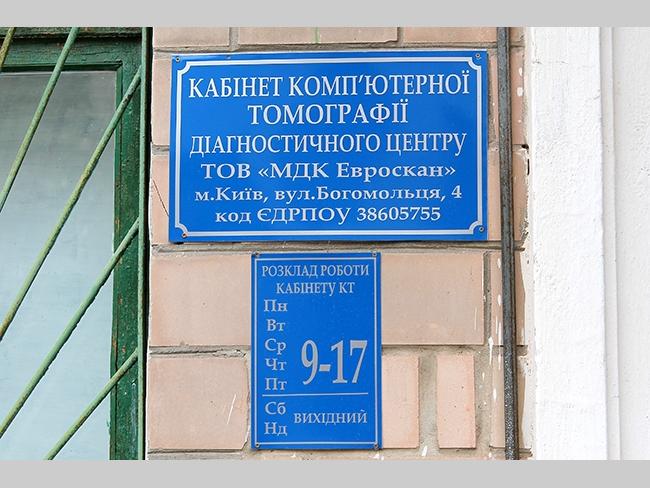 КАБІНЕТ КОМП'ЮТЕРНОЇ
ТОМОГРАФІЇ
ДІАГНОСТИЧНОГО ЦЕНТРУ
ТОВ «МДК Евроскан»
м.Київ, вул.Богомольця, 4
код ЄДРПОУ 38605755
РОЗКЛАД РОБОТИ
КАБІНЕТУ КТ
Пн
Вт
Ср
Чт
Пт
9-17
Сб
Нд
ВИХІДНИЙ